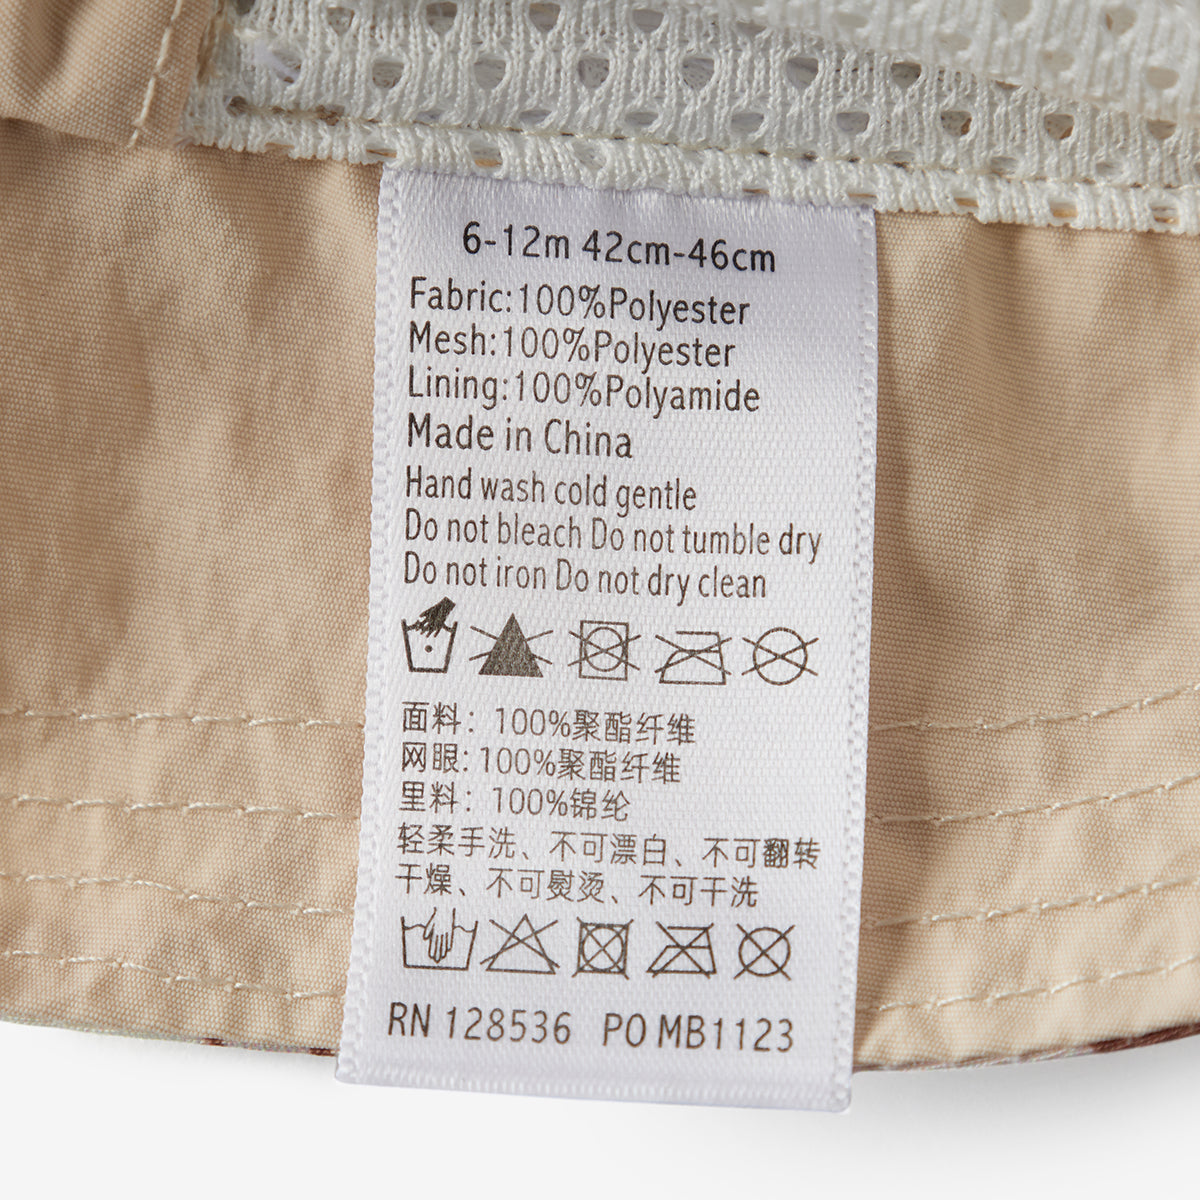 6-12m 42cm-46cm
Fabric:100%Polyester
Mesh:100%Polyester
Lining:100%Polyamide
Made in China
Hand wash cold gentle
Do not bleach Do not tumble dry
Do not iron Do not dry clean
面料：100%聚酯纤维
网眼：100%聚酯纤维
里料：100%锦纶
轻柔手洗、不可漂白、不可翻转
干燥、不可熨烫、不可干洗
RN 128536 PO MB1123